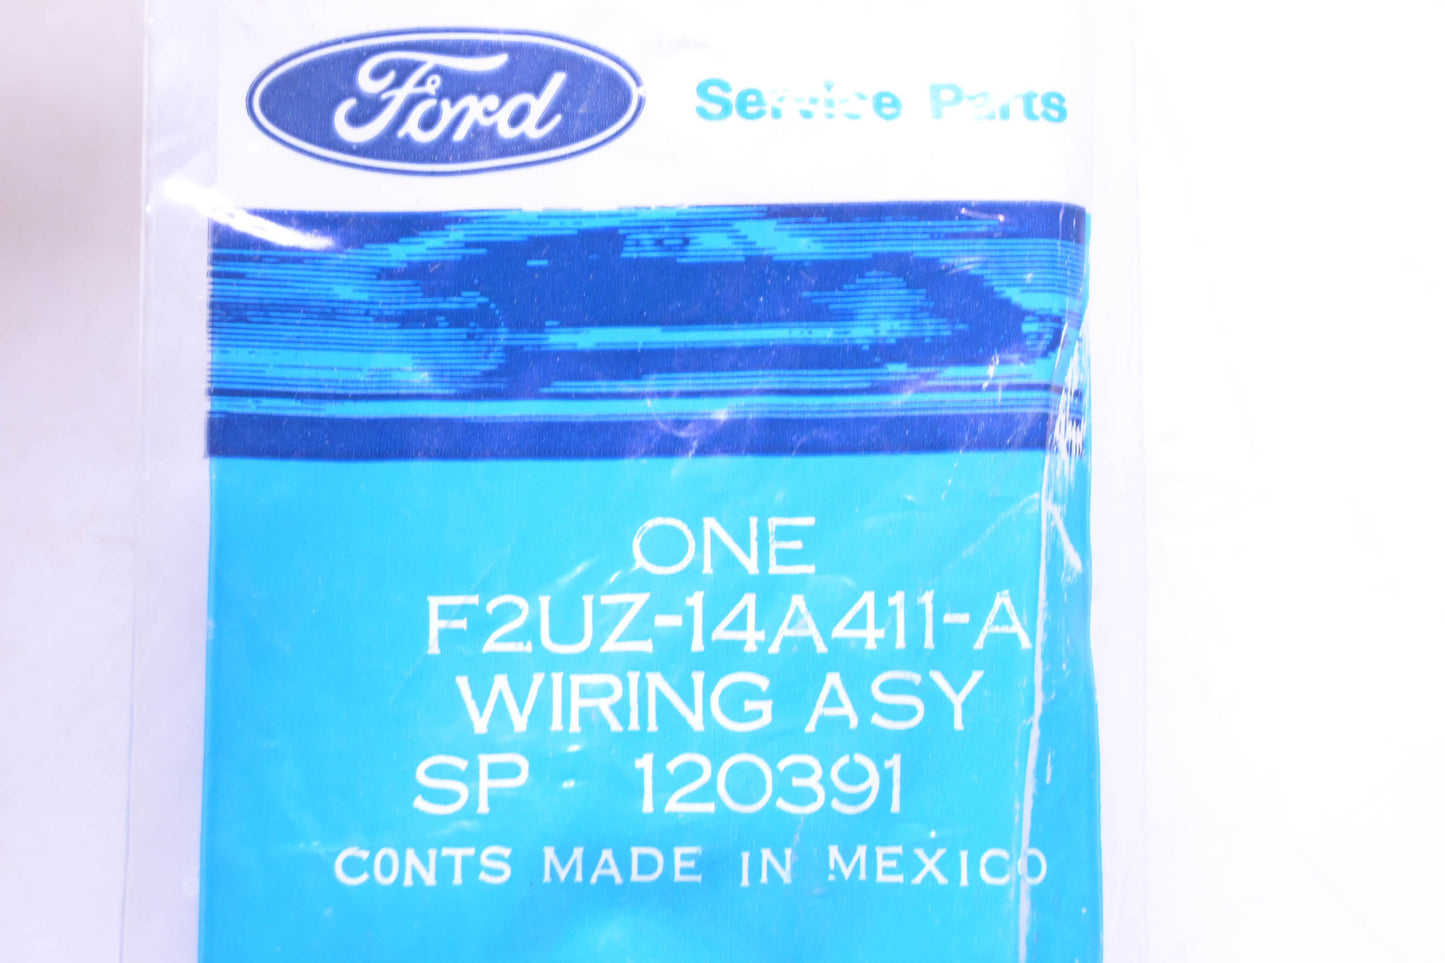 Ford Service Parts
ONE
F2UZ-14A411-A
WIRING ASY
SP - 120391
CONTS MADE IN MEXICO